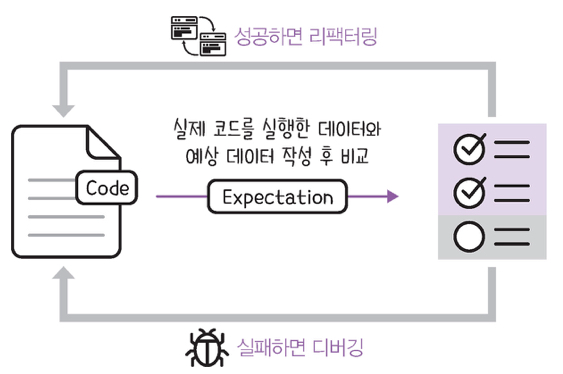 성공하면 리팩터링
실제 코드를 실행한 데이터와
예상 데이터 작성 후 비교
Code
Expectation
실패하면 디버깅